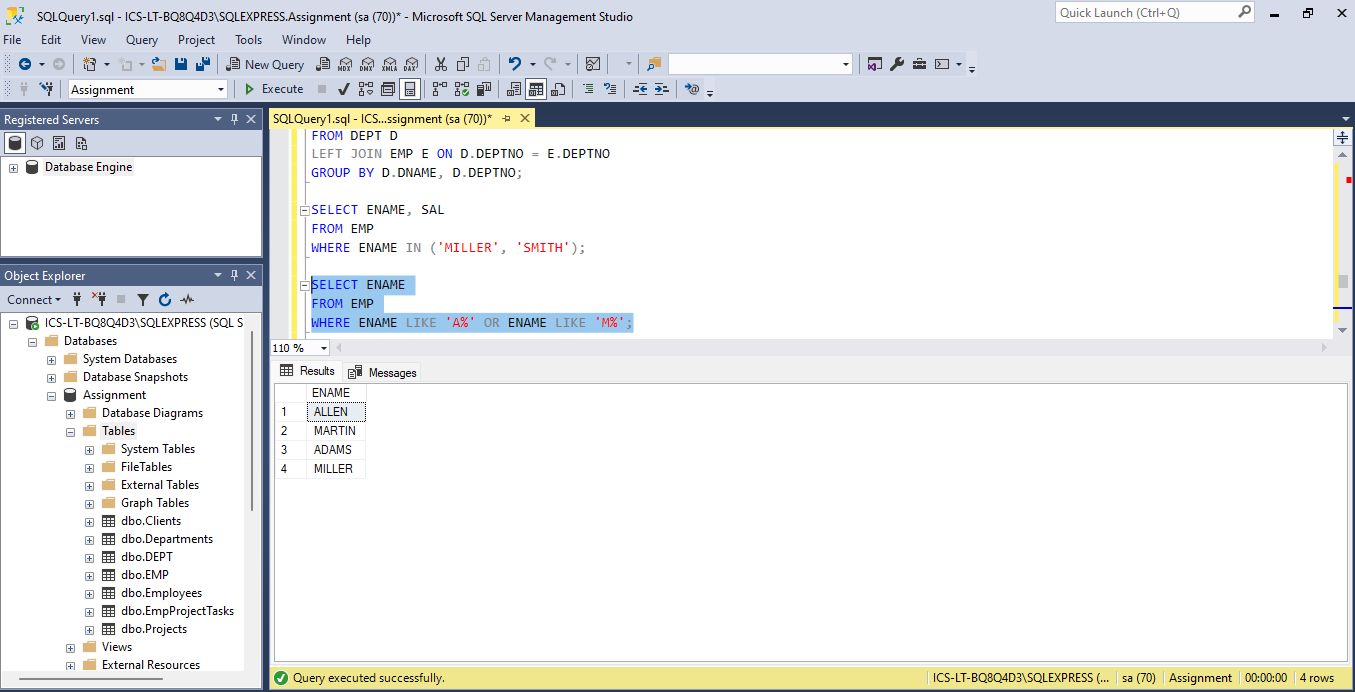 SQLQuery1.sql - ICS-LT-BQ8Q4D3\SQLEXPRESS.Assignment (sa (70))* - Microsoft SQL Server Management Studio
Quick Launch (Ctrl+Q)
File Edit View Query Project Tools Window Help
New Query MDX DMX XMLA DAX
Assignment Execute
Registered Servers
Database Engine
Object Explorer
Connect
ICS-LT-BQ8Q4D3\SQLEXPRESS (SQL S
Databases
System Databases
Database Snapshots
Assignment
Database Diagrams
Tables
System Tables
FileTables
External Tables
Graph Tables
dbo.Clients
dbo.Departments
dbo.DEPT
dbo.EMP
dbo.Employees
dbo.EmpProjectTasks
dbo.Projects
Views
External Resources
SQLQuery1.sql - ICS...ssignment (sa (70))*
FROM DEPT D
LEFT JOIN EMP E ON D.DEPTNO = E.DEPTNO
GROUP BY D.DNAME, D.DEPTNO;
SELECT ENAME, SAL
FROM EMP
WHERE ENAME IN ('MILLER', 'SMITH');
SELECT ENAME
FROM EMP
WHERE ENAME LIKE 'A%' OR ENAME LIKE 'M%';
110 %
Results Messages
ENAME
1 ALLEN
2 MARTIN
3 ADAMS
4 MILLER
Query executed successfully.
ICS-LT-BQ8Q4D3\SQLEXPRESS (... sa (70) Assignment 00:00:00 4 rows